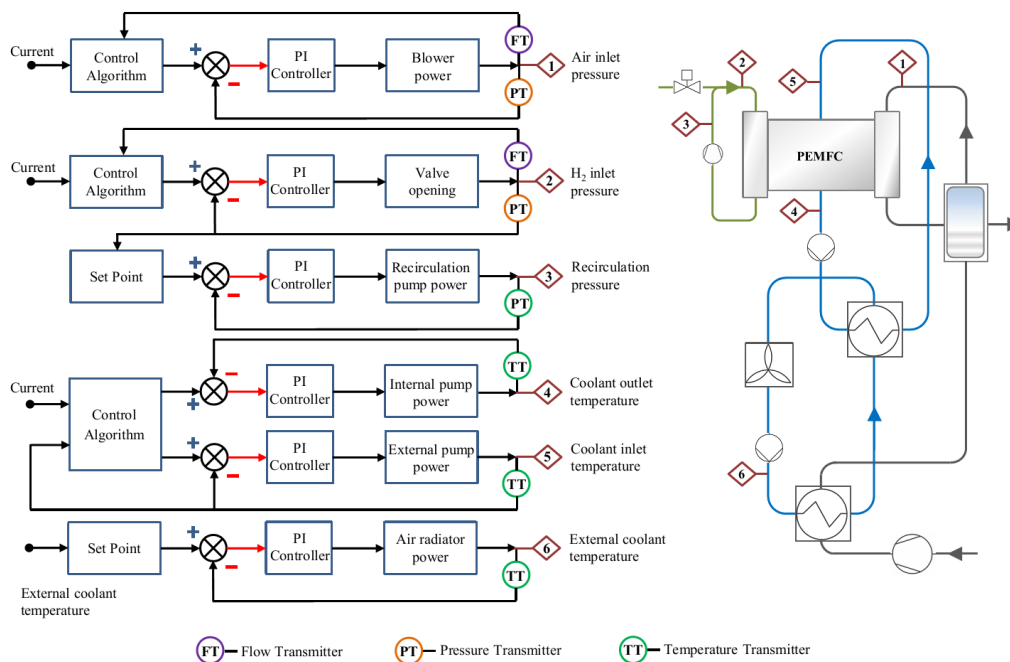 Current
Control
Algorithm
+
−
PI
Controller
Blower
power
FT
PT
1
Air inlet
pressure
Current
Control
Algorithm
+
−
PI
Controller
Valve
opening
FT
PT
2
H₂ inlet
pressure
Set Point
+
−
PI
Controller
Recirculation
pump power
PT
3
Recirculation
pressure
Current
Control
Algorithm
−
+
PI
Controller
Internal pump
power
TT
4
Coolant outlet
temperature
+
−
PI
Controller
External pump
power
TT
5
Coolant inlet
temperature
External coolant
temperature
Set Point
+
−
PI
Controller
Air radiator
power
TT
6
External coolant
temperature
2
5
1
3
PEMFC
4
6
FT Flow Transmitter
PT Pressure Transmitter
TT Temperature Transmitter